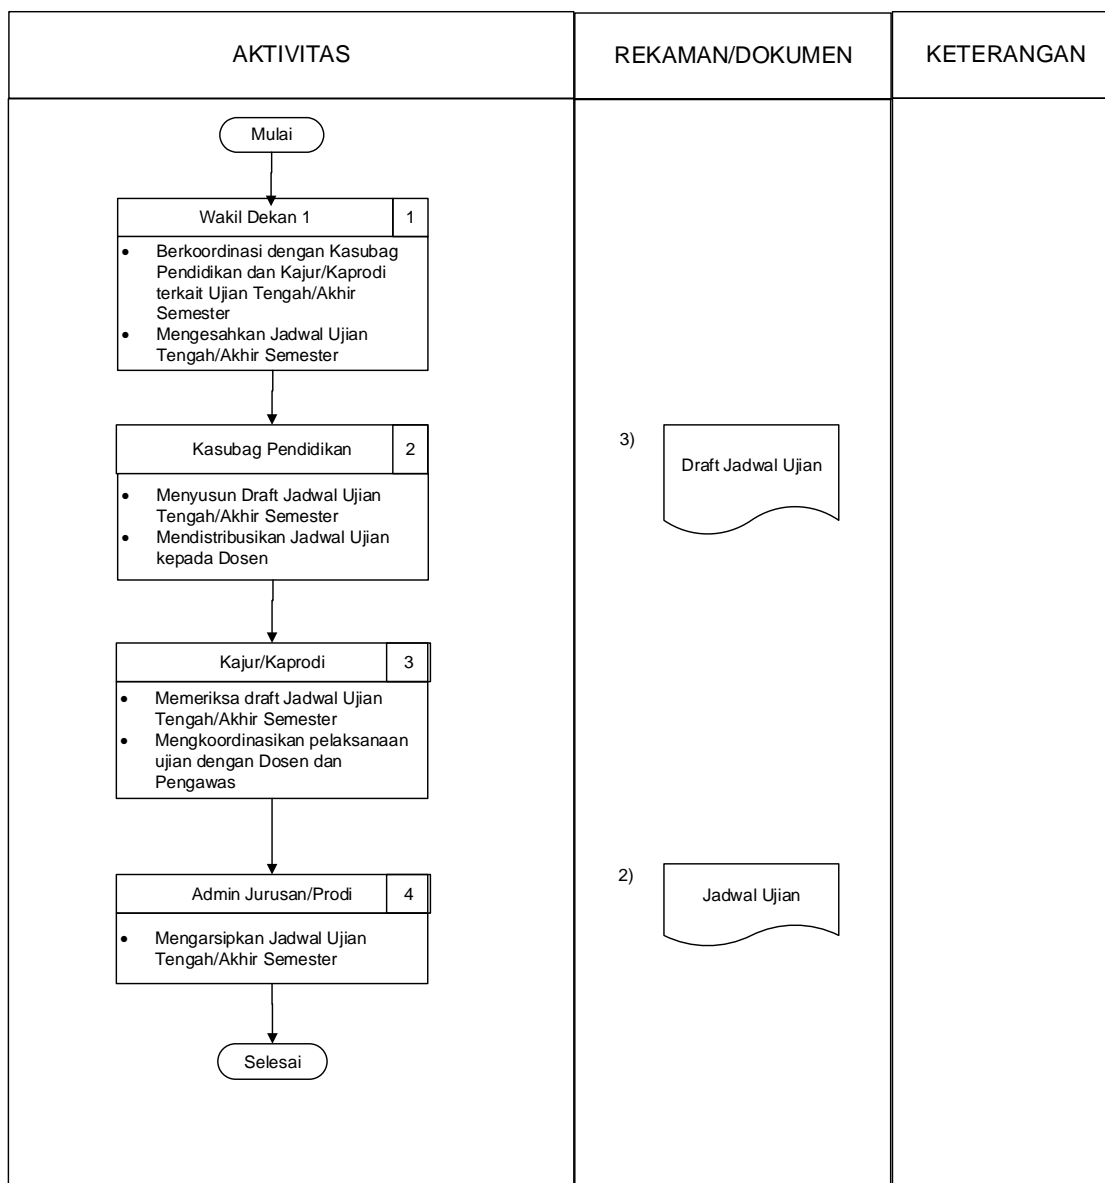 AKTIVITAS
REKAMAN/DOKUMEN
KETERANGAN
Mulai
Wakil Dekan 1
1
• Berkoordinasi dengan Kasubag
Pendidikan dan Kajur/Kaprodi
terkait Ujian Tengah/Akhir
Semester
• Mengesahkan Jadwal Ujian
Tengah/Akhir Semester
Kasubag Pendidikan
2
• Menyusun Draft Jadwal Ujian
Tengah/Akhir Semester
• Mendistribusikan Jadwal Ujian
kepada Dosen
3)
Draft Jadwal Ujian
Kajur/Kaprodi
3
• Memeriksa draft Jadwal Ujian
Tengah/Akhir Semester
• Mengkoordinasikan pelaksanaan
ujian dengan Dosen dan
Pengawas
Admin Jurusan/Prodi
4
• Mengarsipkan Jadwal Ujian
Tengah/Akhir Semester
2)
Jadwal Ujian
Selesai